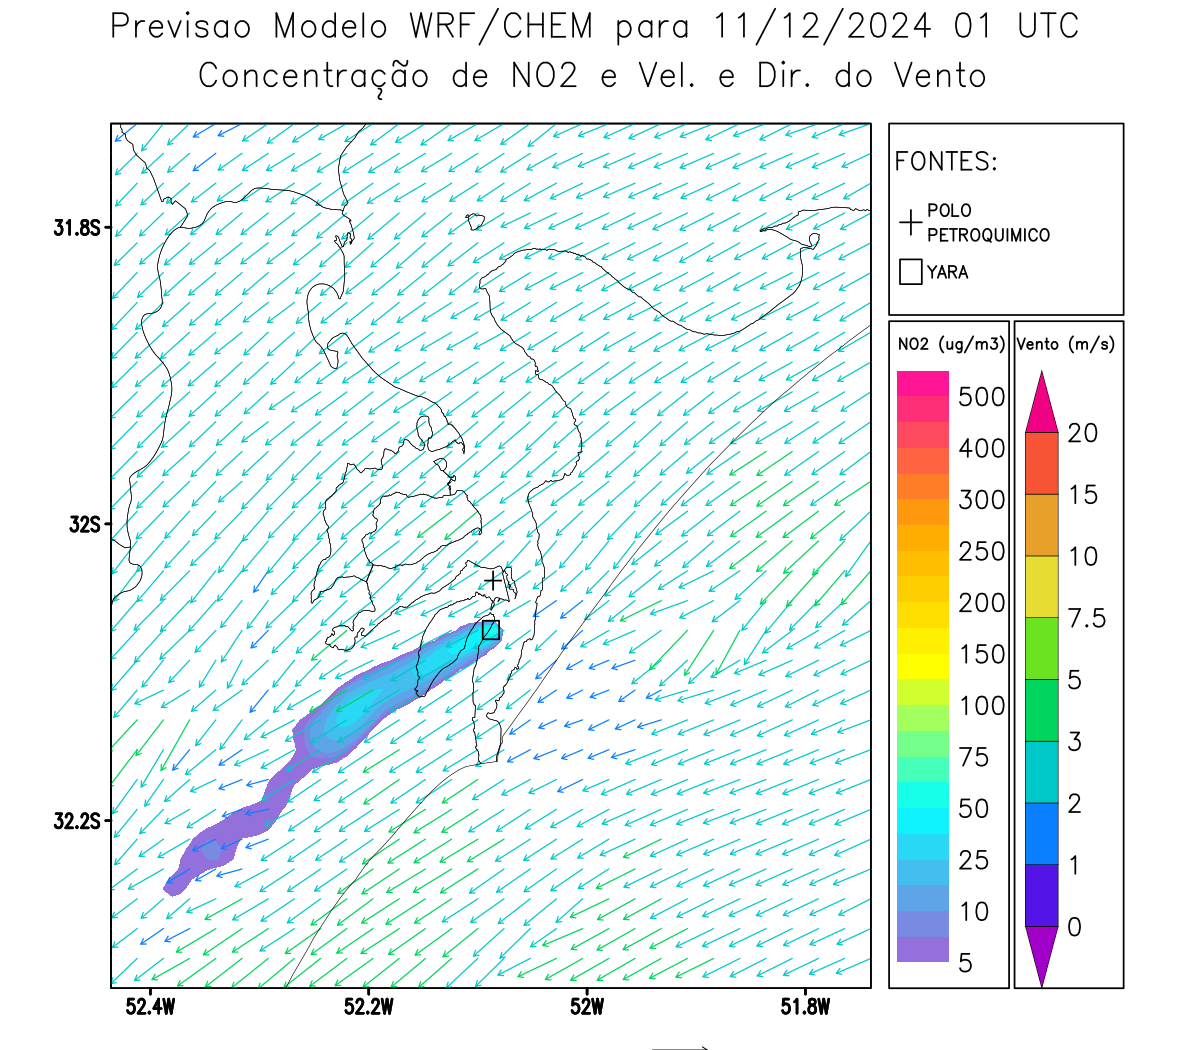 Previsao Modelo WRF/CHEM para 11/12/2024 01 UTC
Concentração de NO2 e Vel. e Dir. do Vento
FONTES:
POLO
PETROQUIMICO
YARA
NO2 (ug/m3)
500
400
300
250
200
150
100
75
50
25
10
5
Vento (m/s)
20
15
10
7.5
5
3
2
1
0
31.8S
32S
32.2S
52.4W
52.2W
52W
51.8W